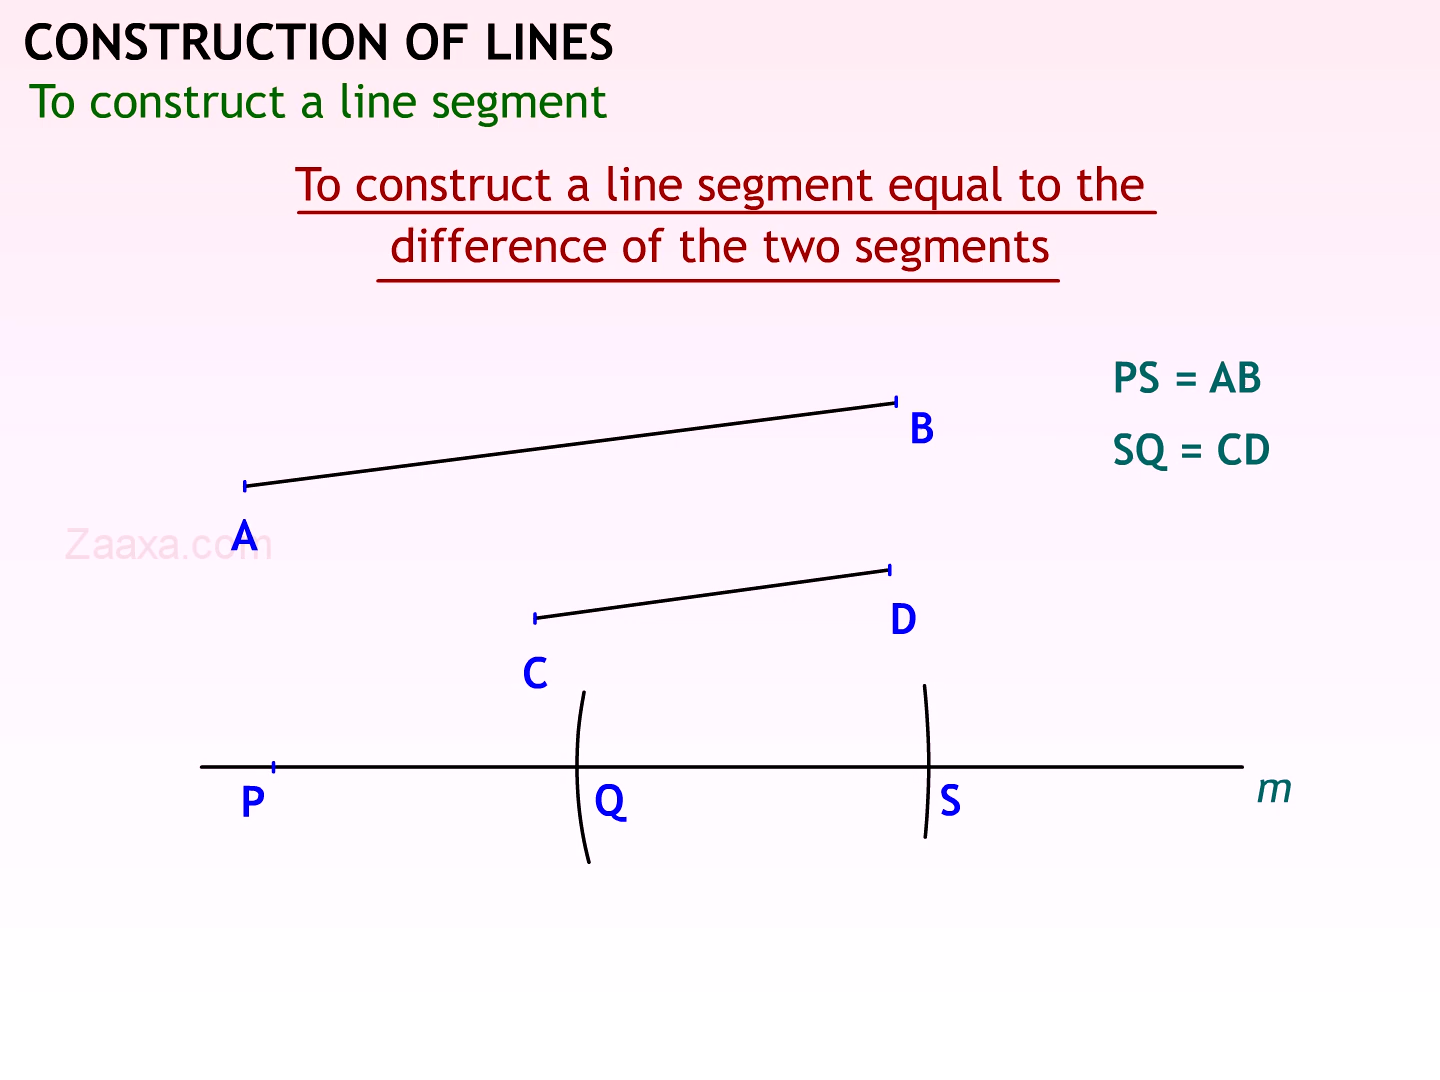 CONSTRUCTION OF LINES
To construct a line segment
To construct a line segment equal to the
difference of the two segments
PS = AB
B
SQ = CD
A
Zaaxa.com
D
C
P
Q
S
m